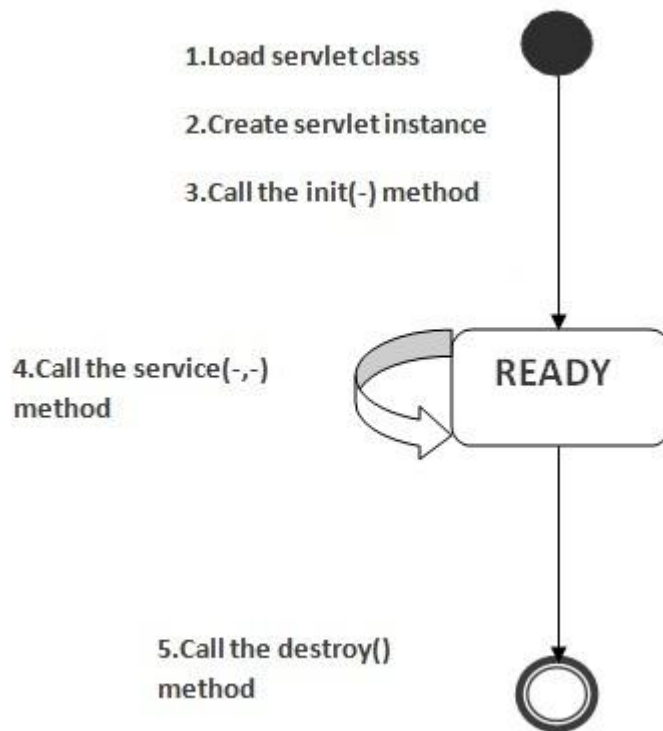 1.Load servlet class
2.Create servlet instance
3.Call the init(-) method
READY
4.Call the service(-,-)
method
5.Call the destroy()
method